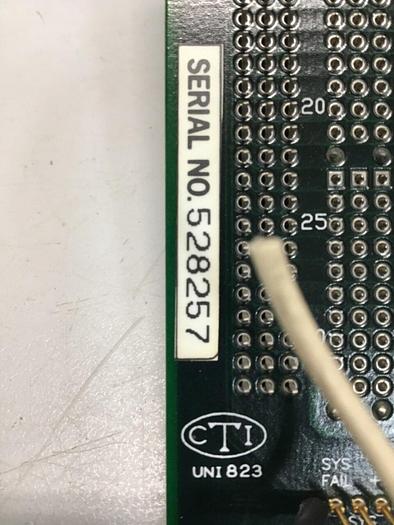 SERIAL NO. 528257
20
25
CTI
UNI 823
SYS
FAIL +